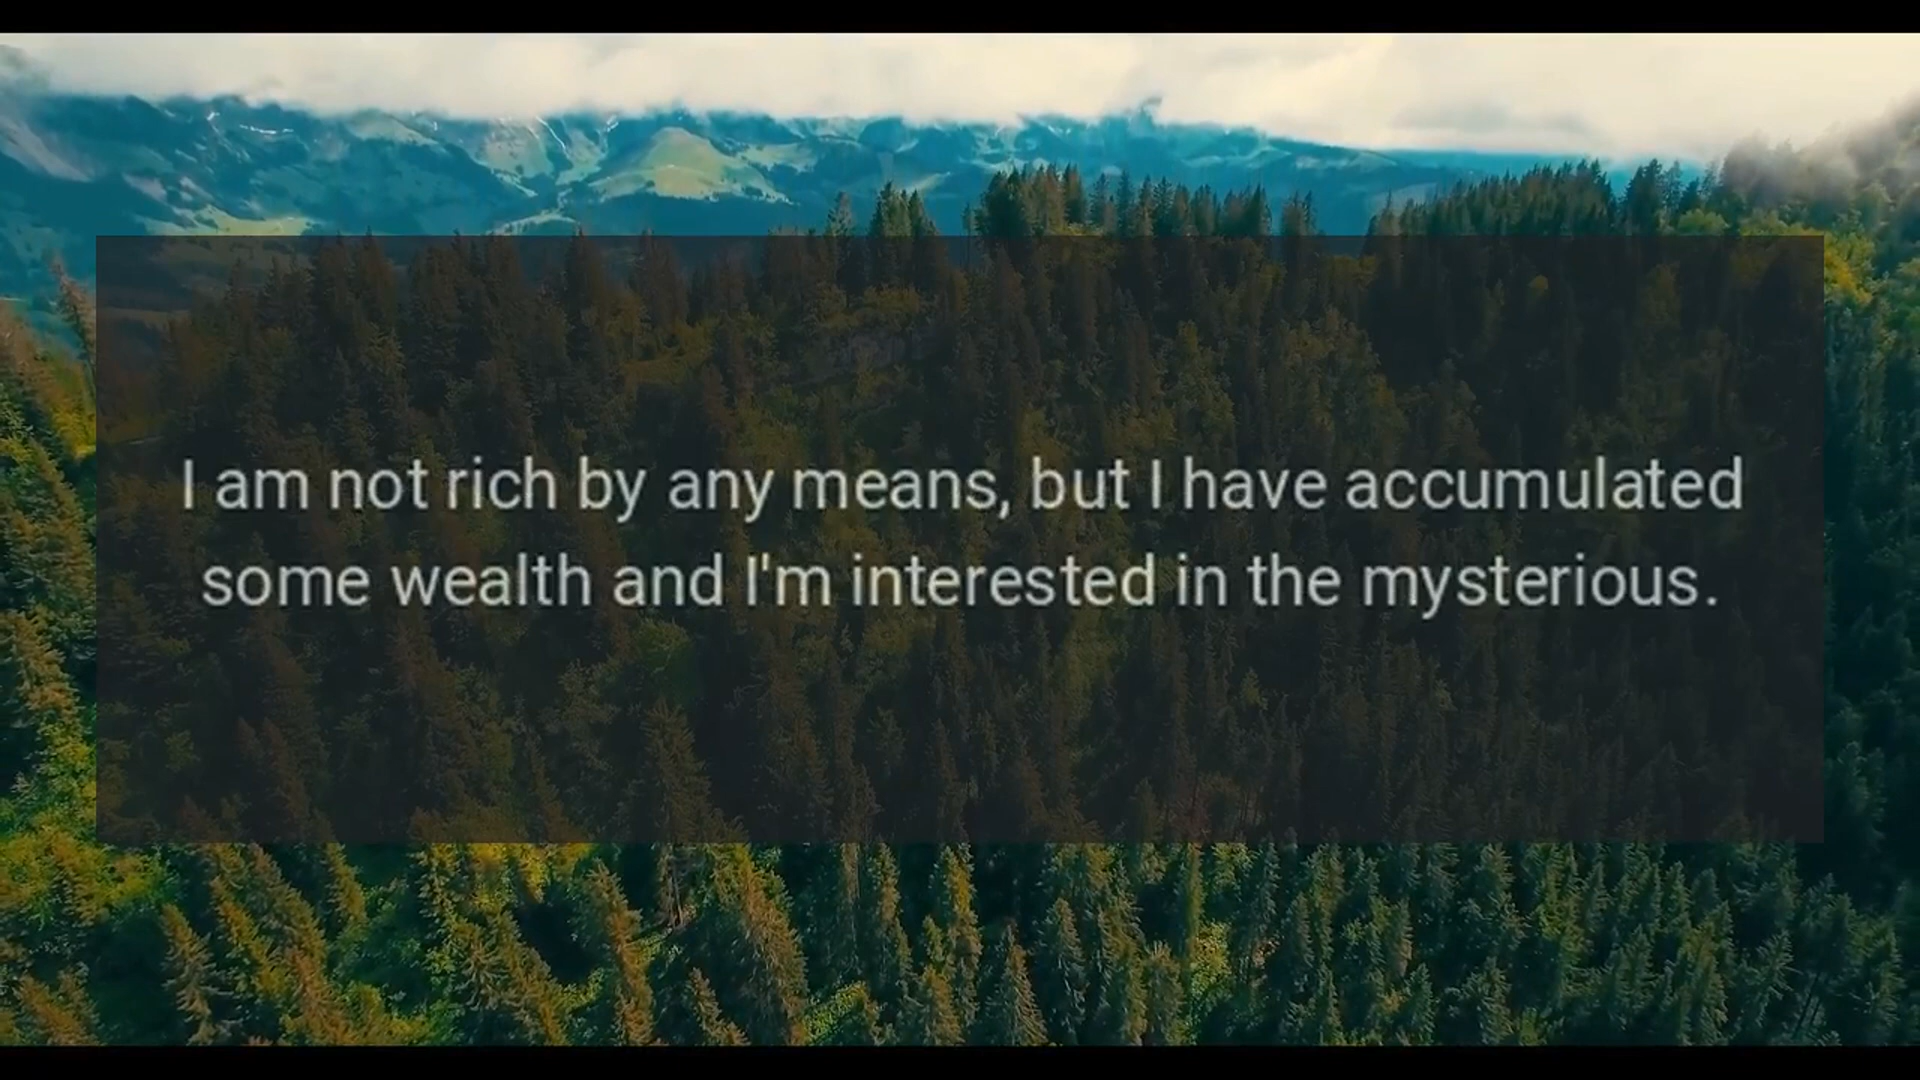 I am not rich by any means, but I have accumulated
some wealth and I'm interested in the mysterious.